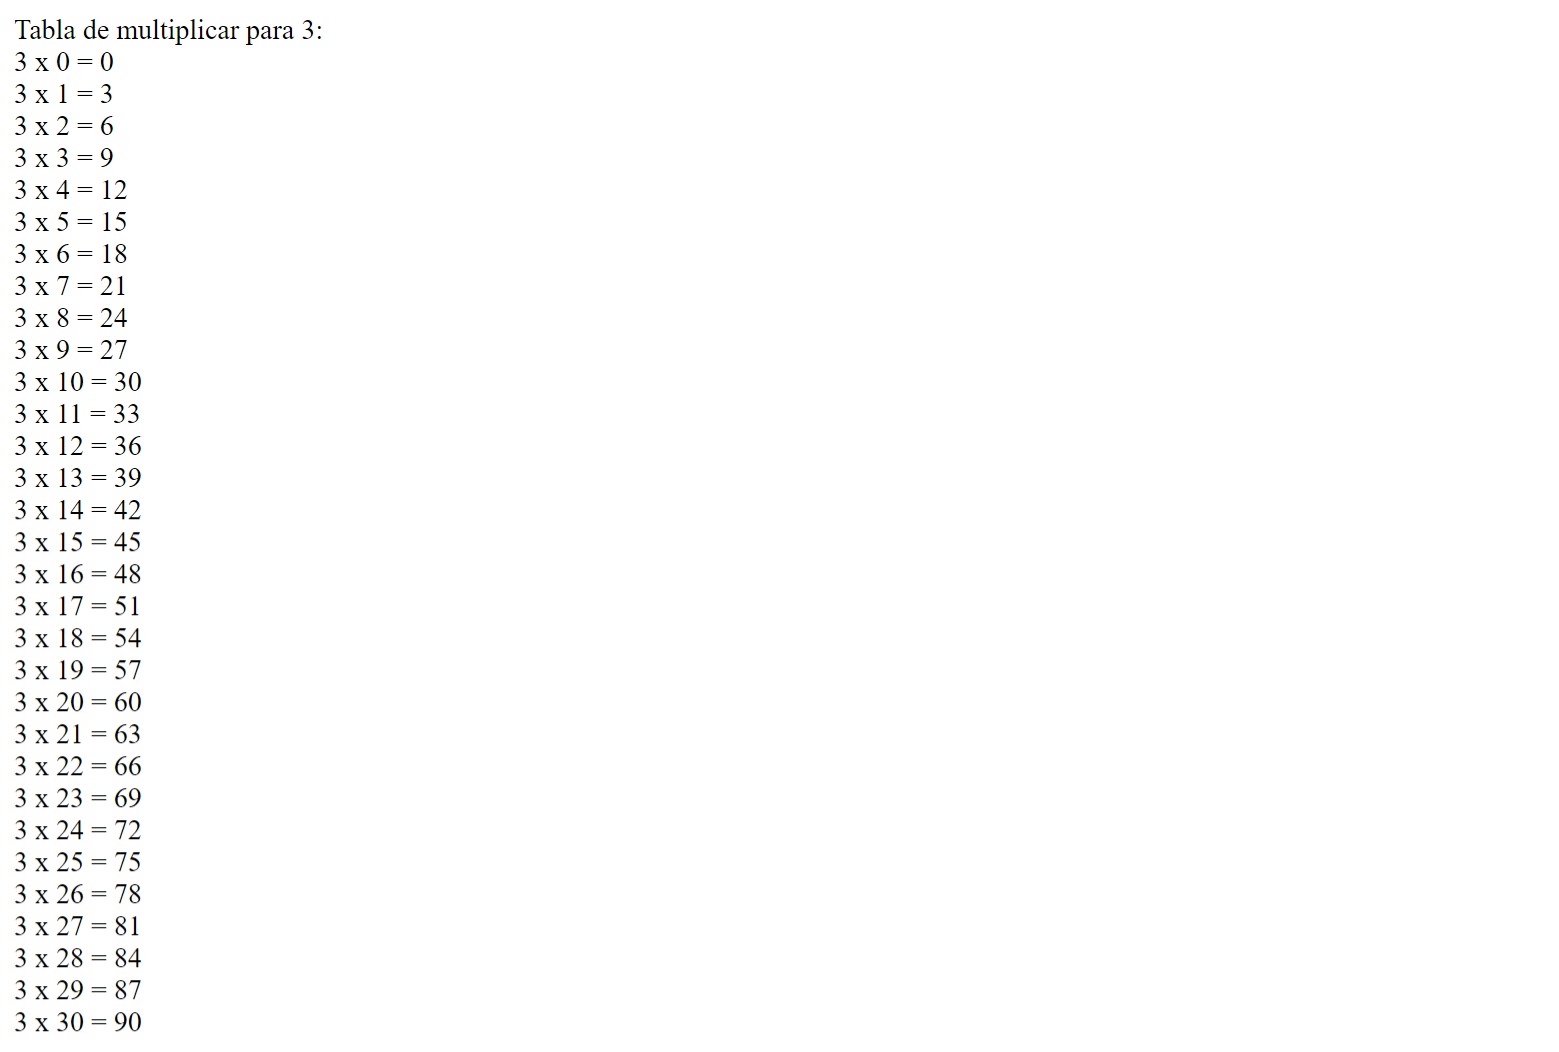 Tabla de multiplicar para 3:
3 x 0 = 0
3 x 1 = 3
3 x 2 = 6
3 x 3 = 9
3 x 4 = 12
3 x 5 = 15
3 x 6 = 18
3 x 7 = 21
3 x 8 = 24
3 x 9 = 27
3 x 10 = 30
3 x 11 = 33
3 x 12 = 36
3 x 13 = 39
3 x 14 = 42
3 x 15 = 45
3 x 16 = 48
3 x 17 = 51
3 x 18 = 54
3 x 19 = 57
3 x 20 = 60
3 x 21 = 63
3 x 22 = 66
3 x 23 = 69
3 x 24 = 72
3 x 25 = 75
3 x 26 = 78
3 x 27 = 81
3 x 28 = 84
3 x 29 = 87
3 x 30 = 90